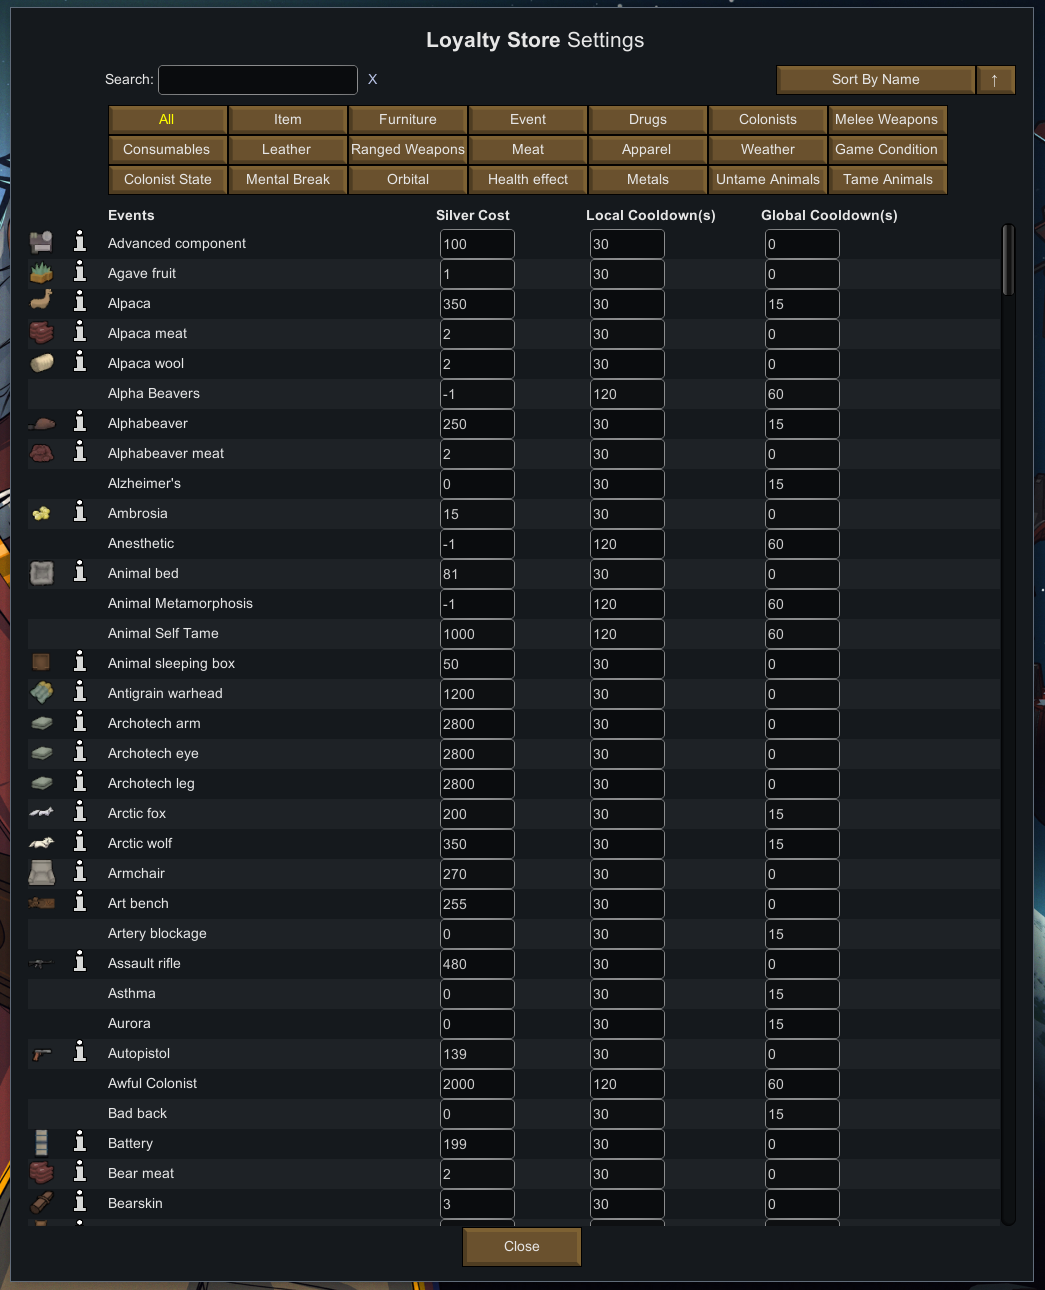 Loyalty Store Settings
Search: X Sort By Name ↑
All Item Furniture Event Drugs Colonists Melee Weapons
Consumables Leather Ranged Weapons Meat Apparel Weather Game Condition
Colonist State Mental Break Orbital Health effect Metals Untame Animals Tame Animals
Events Silver Cost Local Cooldown(s) Global Cooldown(s)
Advanced component 100 30 0
Agave fruit 1 30 0
Alpaca 350 30 15
Alpaca meat 2 30 0
Alpaca wool 2 30 0
Alpha Beavers -1 120 60
Alphabeaver 250 30 15
Alphabeaver meat 2 30 0
Alzheimer's 0 30 15
Ambrosia 15 30 0
Anesthetic -1 120 60
Animal bed 81 30 0
Animal Metamorphosis -1 120 60
Animal Self Tame 1000 120 60
Animal sleeping box 50 30 0
Antigrain warhead 1200 30 0
Archotech arm 2800 30 0
Archotech eye 2800 30 0
Archotech leg 2800 30 0
Arctic fox 200 30 15
Arctic wolf 350 30 15
Armchair 270 30 0
Art bench 255 30 0
Artery blockage 0 30 15
Assault rifle 480 30 0
Asthma 0 30 15
Aurora 0 30 15
Autopistol 139 30 0
Awful Colonist 2000 120 60
Bad back 0 30 15
Battery 199 30 0
Bear meat 2 30 0
Bearskin 3 30 0
Close